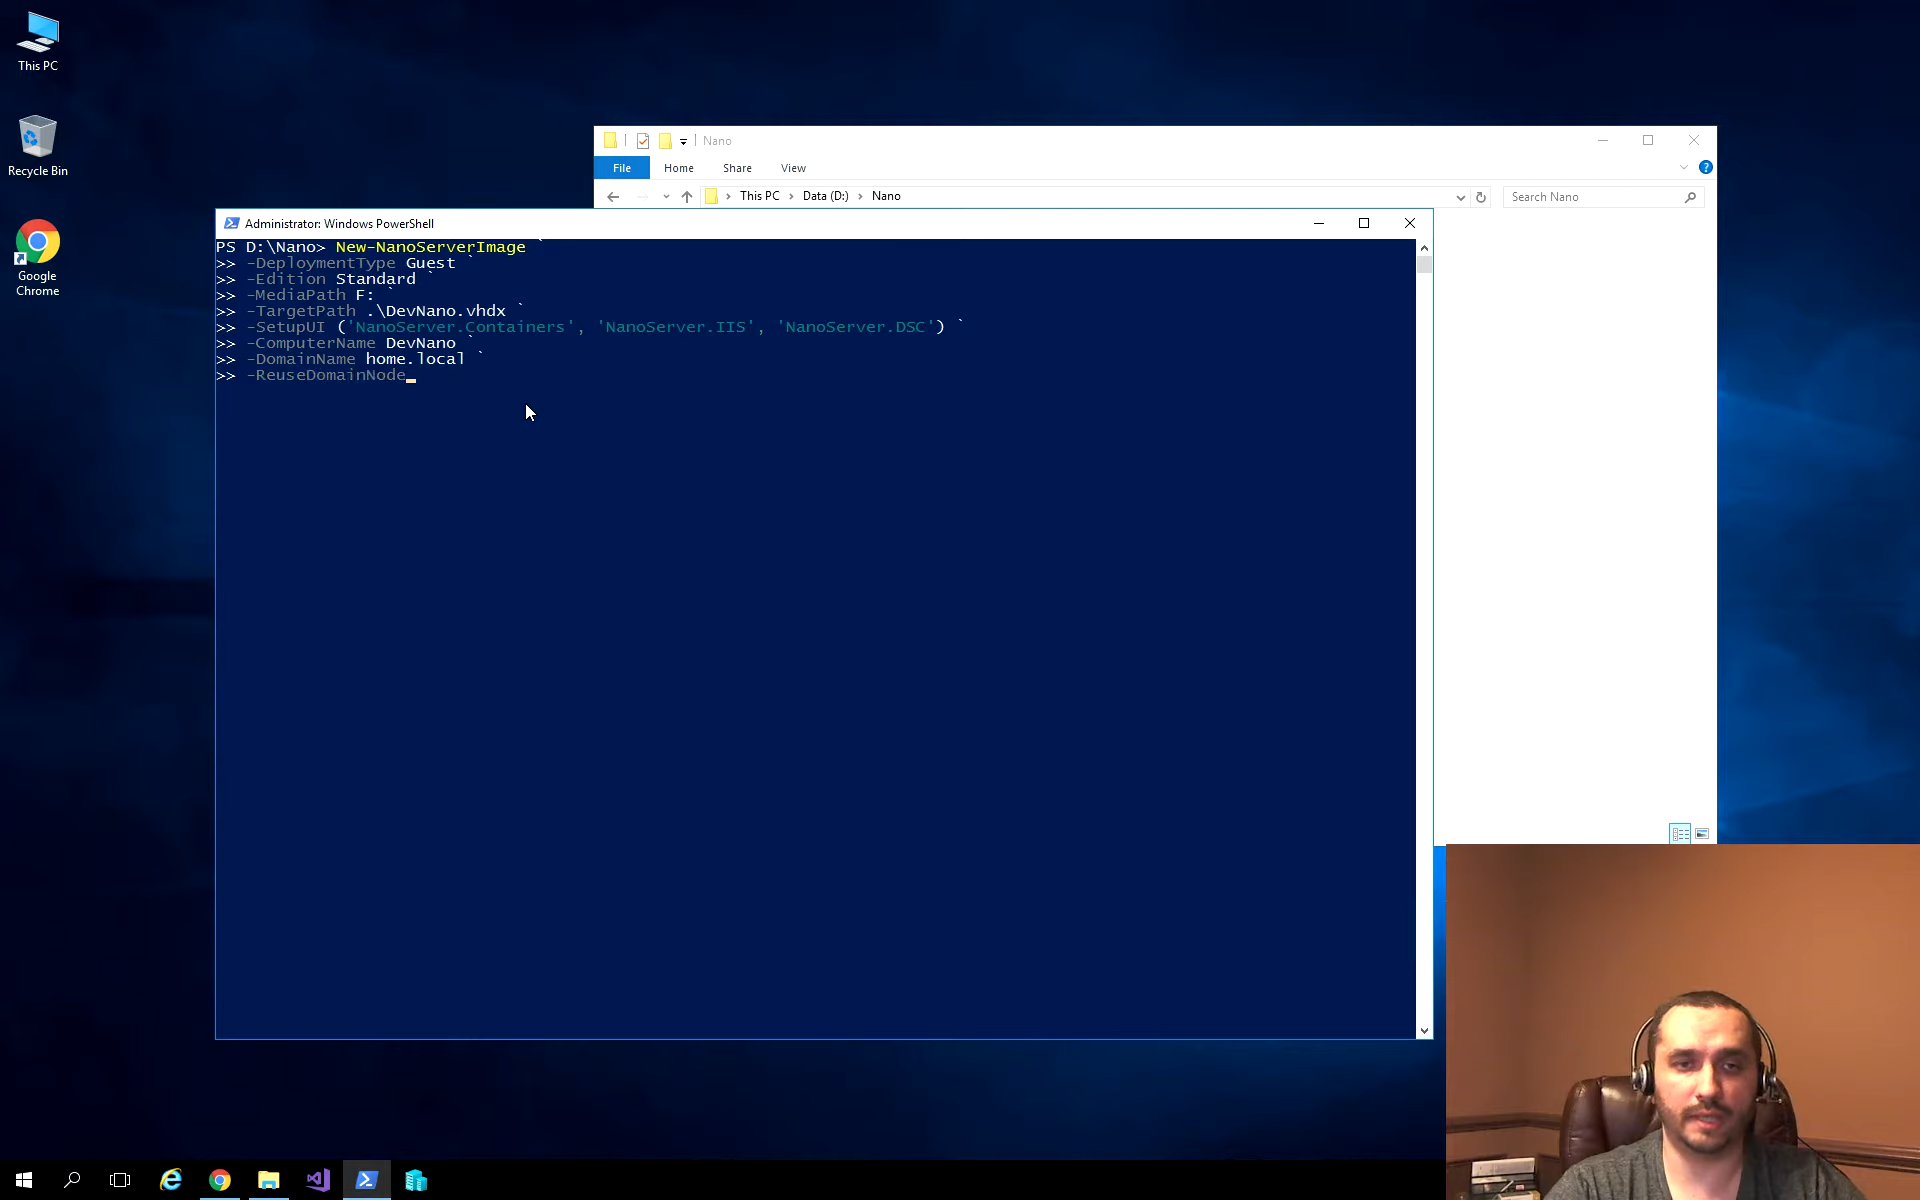 This PC
Recycle Bin
Google
Chrome
Nano
File Home Share View
This PC Data (D:) Nano
Search Nano
Administrator: Windows PowerShell
PS D:\Nano> New-NanoServerImage `
>> -DeploymentType Guest `
>> -Edition Standard `
>> -MediaPath F: `
>> -TargetPath .\DevNano.vhdx `
>> -SetupUI ('NanoServer.Containers', 'NanoServer.IIS', 'NanoServer.DSC') `
>> -ComputerName DevNano `
>> -DomainName home.local `
>> -ReuseDomainNode_